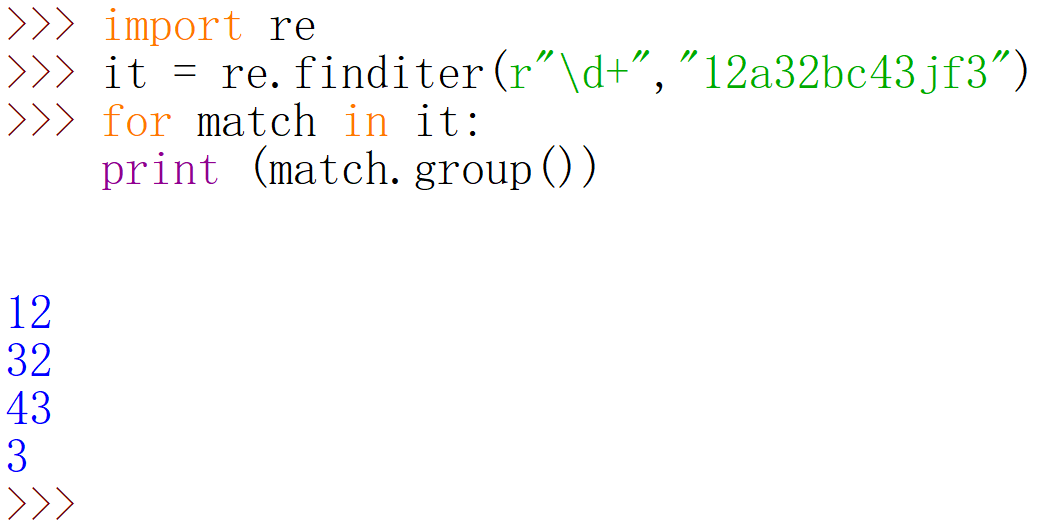 >>> import re
>>> it = re.finditer(r"\d+","12a32bc43jf3")
>>> for match in it:
    print (match.group())
12
32
43
3
>>>